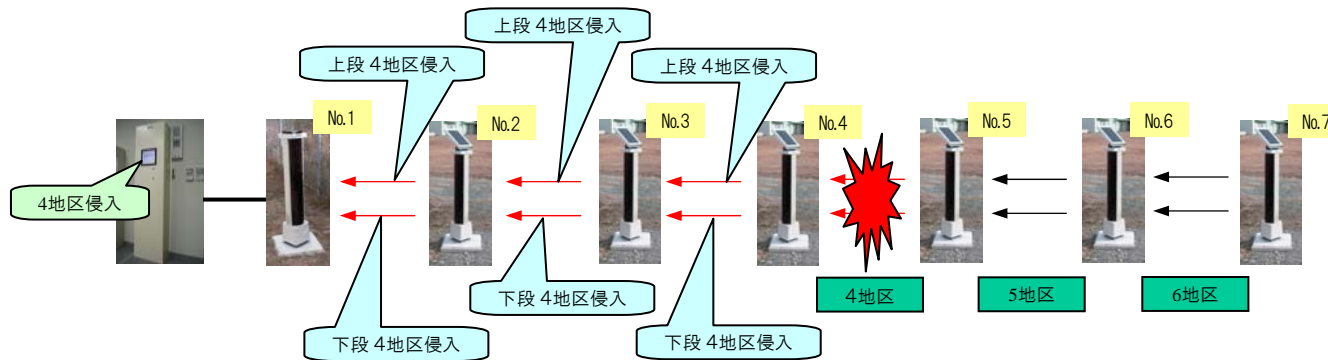 上段 4地区侵入
上段 4地区侵入
上段 4地区侵入
No.1
No.2
No.3
No.4
No.5
No.6
No.7
4地区侵入
下段 4地区侵入
下段 4地区侵入
下段 4地区侵入
4地区
5地区
6地区